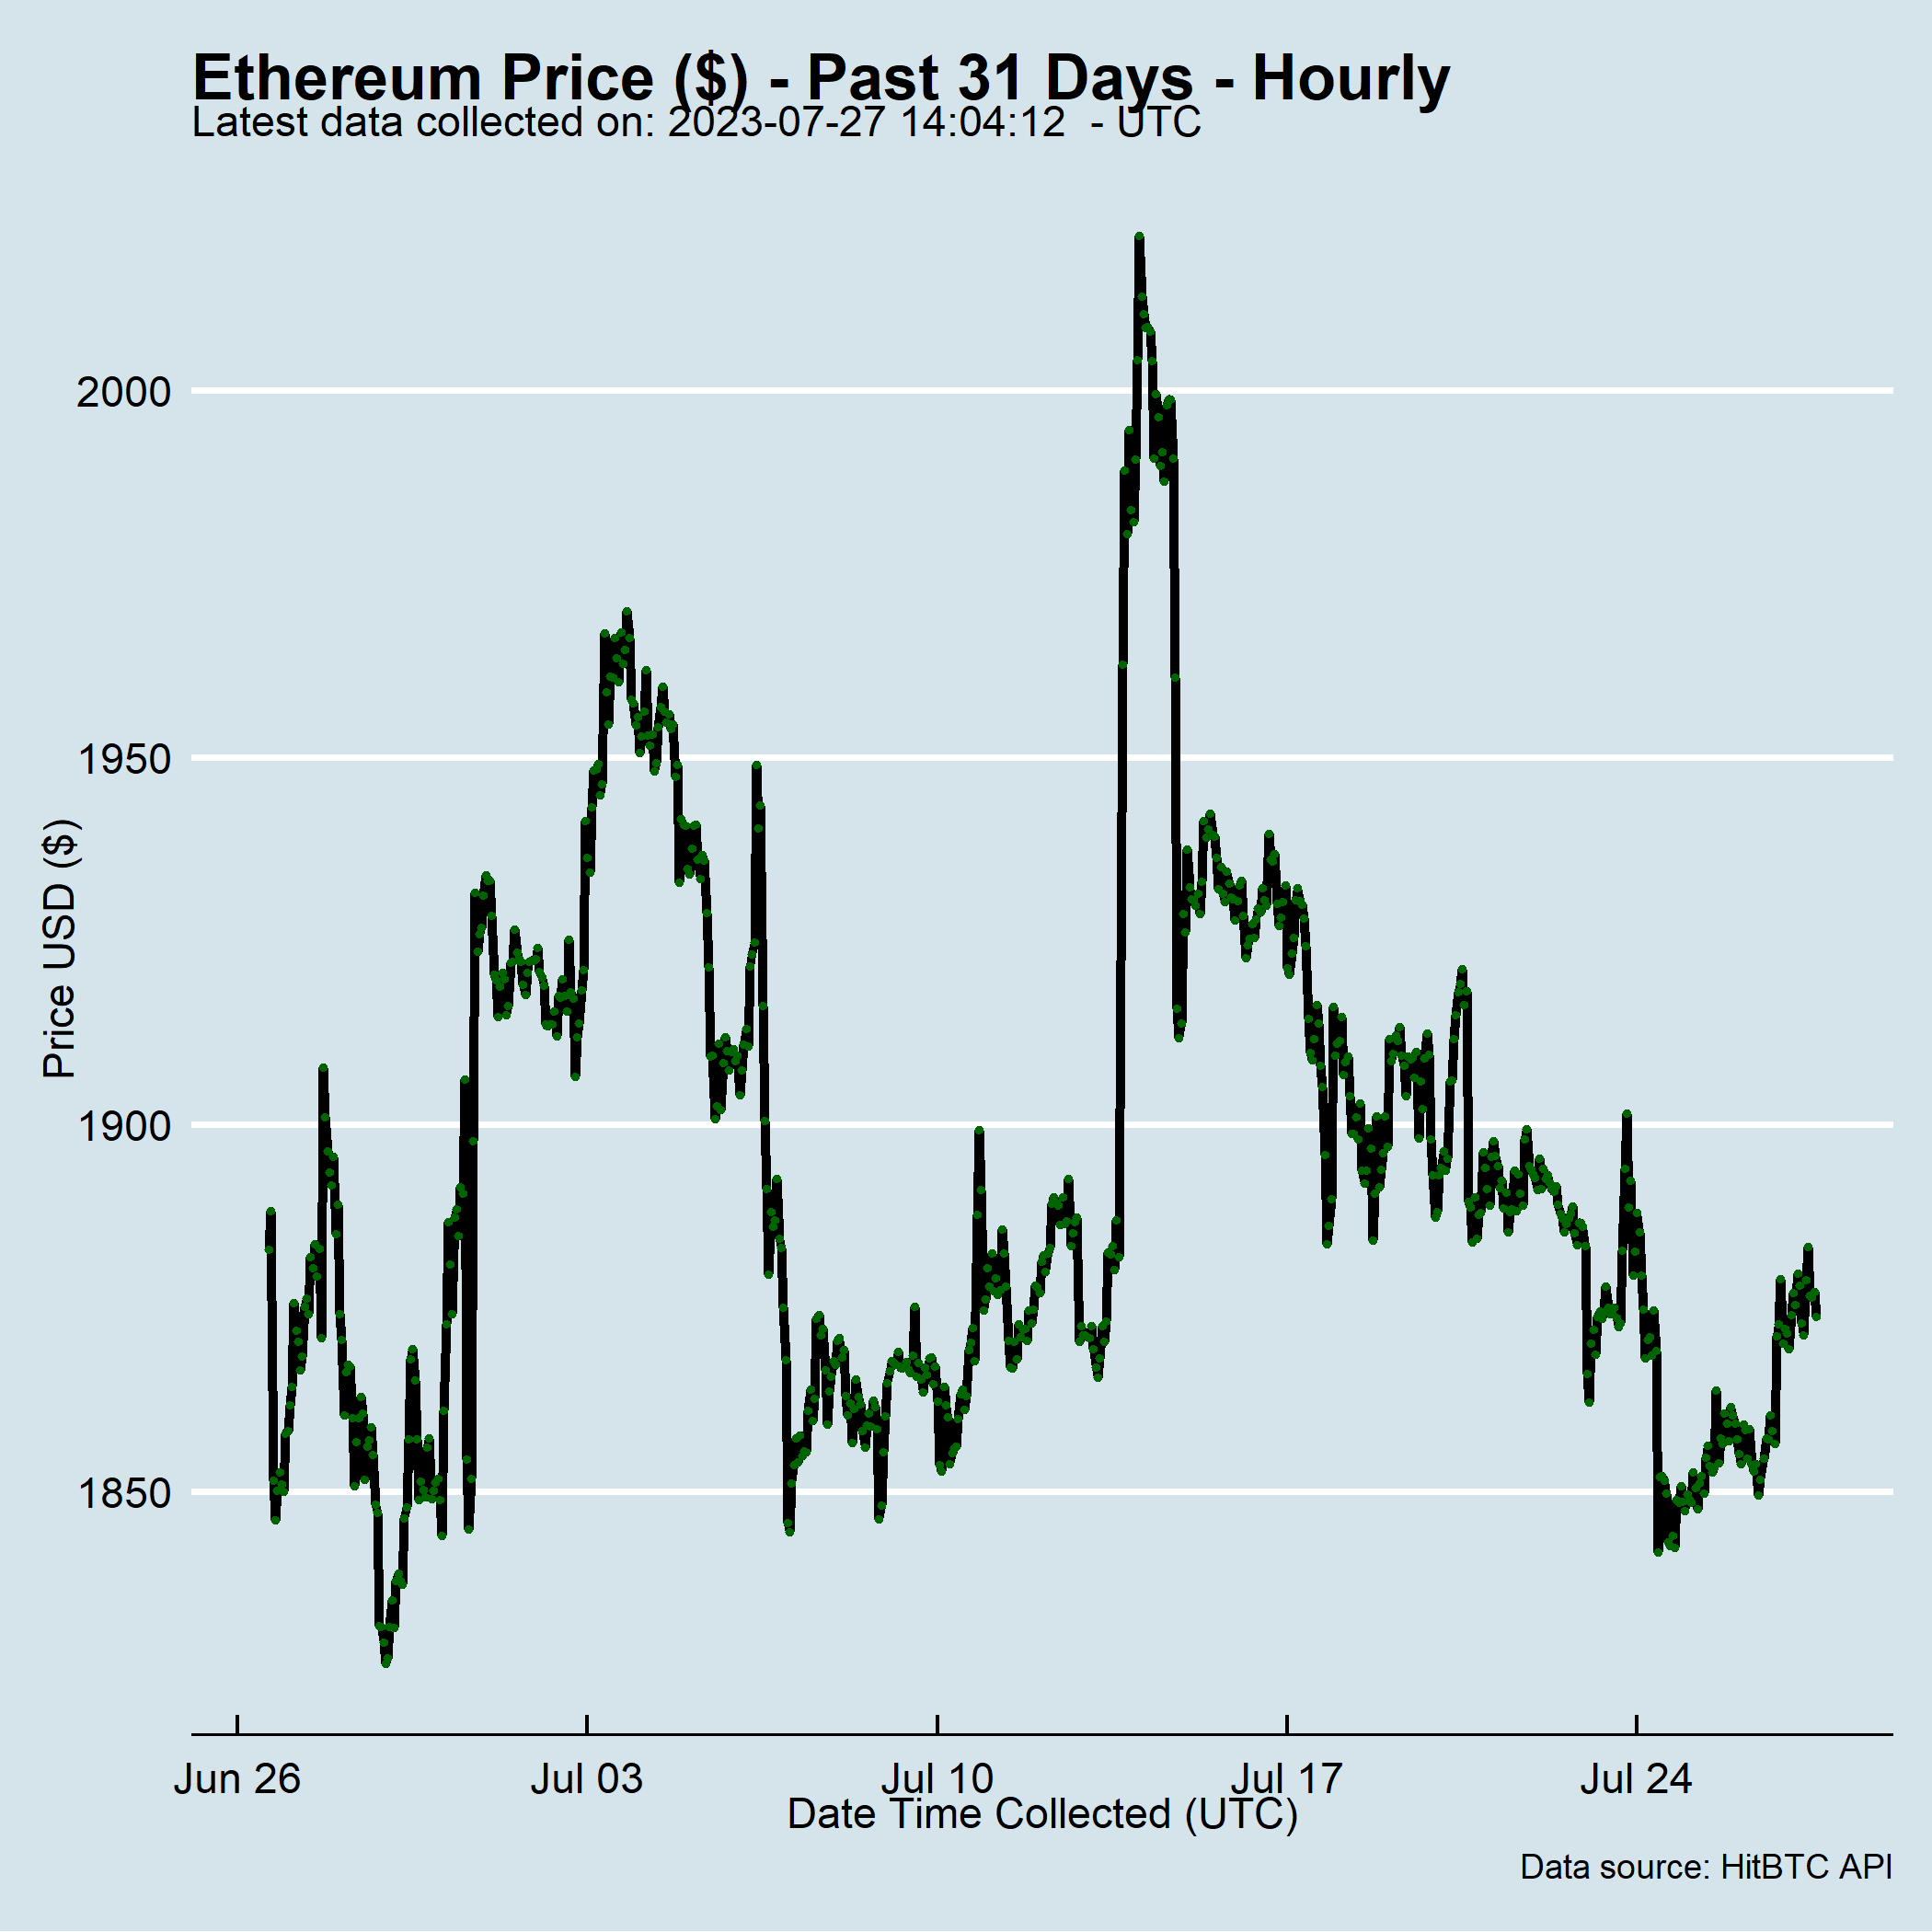 Ethereum Price ($) - Past 31 Days - Hourly
Latest data collected on: 2023-07-27 14:04:12  - UTC
2000
1950
1900
1850
Price USD ($)
Jun 26
Jul 03
Jul 10
Jul 17
Jul 24
Date Time Collected (UTC)
Data source: HitBTC API